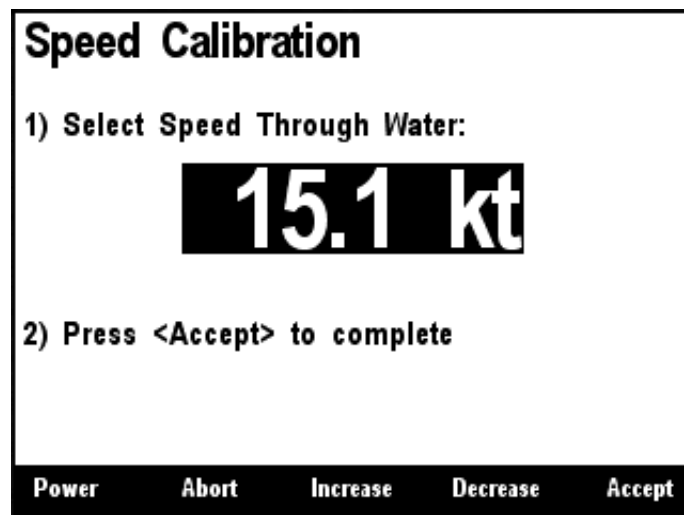 Speed Calibration
1) Select Speed Through Water:
15.1 kt
2) Press <Accept> to complete
Power Abort Increase Decrease Accept